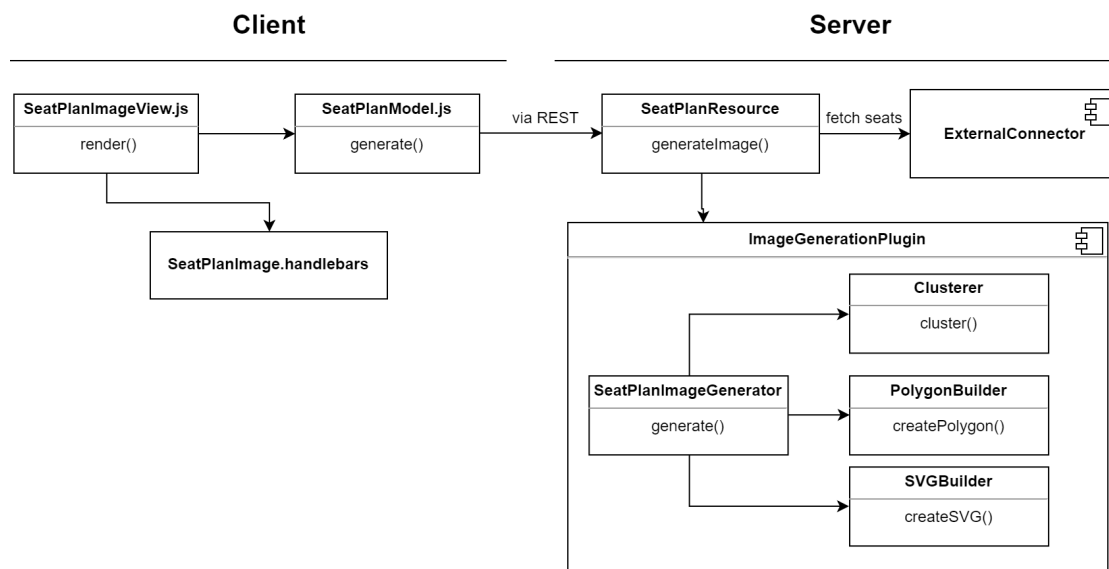 Client
Server
SeatPlanImageView.js
render()
SeatPlanModel.js
generate()
via REST
SeatPlanResource
generateImage()
fetch seats
ExternalConnector
SeatPlanImage.handlebars
ImageGenerationPlugin
Clusterer
cluster()
SeatPlanImageGenerator
generate()
PolygonBuilder
createPolygon()
SVGBuilder
createSVG()